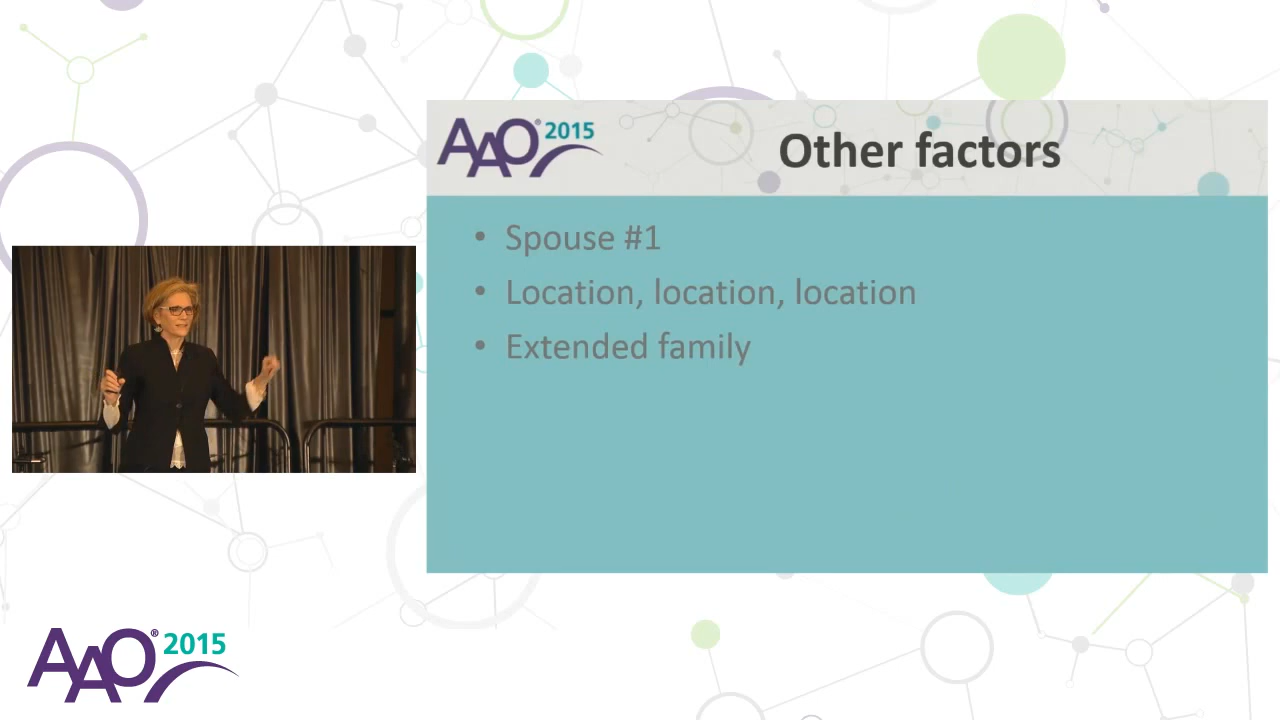 AAO® 2015
Other factors
• Spouse #1
• Location, location, location
• Extended family
AAO® 2015